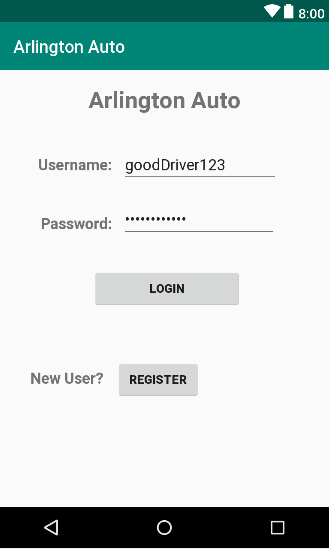 8:00
Arlington Auto
Arlington Auto
Username: goodDriver123
Password: ••••••••••••
LOGIN
New User? REGISTER